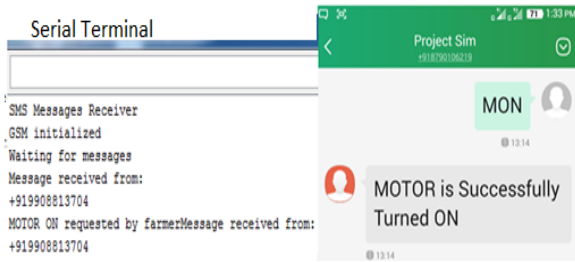 Serial Terminal
SMS Messages Receiver
GSM initialized
Waiting for messages
Message received from:
+919908813704
MOTOR ON requested by farmerMessage received from:
+919908813704
71 1:33 PM
Project Sim
+918790106219
MON
13:14
MOTOR is Successfully
Turned ON
13:14